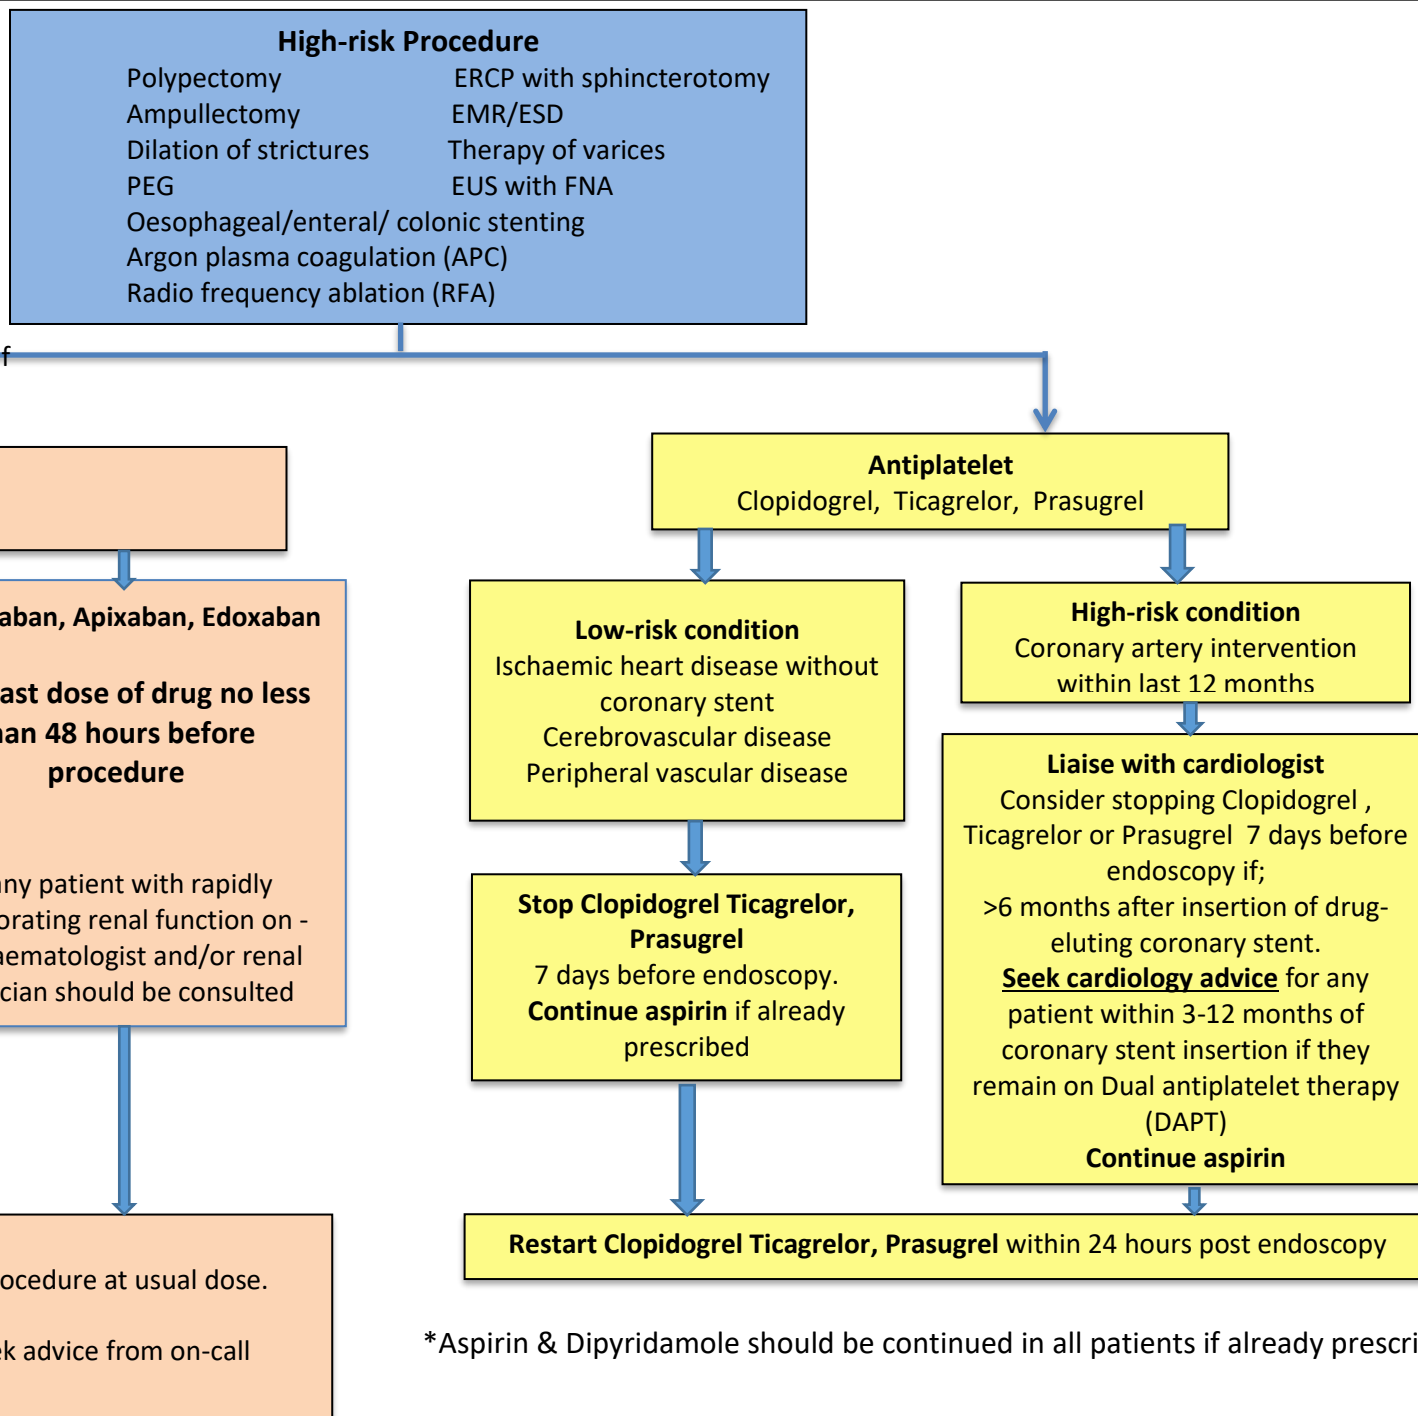 High-risk Procedure
Polypectomy ERCP with sphincterotomy
Ampullectomy EMR/ESD
Dilation of strictures Therapy of varices
PEG EUS with FNA
Oesophageal/enteral/ colonic stenting
Argon plasma coagulation (APC)
Radio frequency ablation (RFA)
f
Antiplatelet
Clopidogrel, Ticagrelor, Prasugrel
aban, Apixaban, Edoxaban
ast dose of drug no less
an 48 hours before
procedure
any patient with rapidly
orating renal function on -
aematologist and/or renal
cian should be consulted
Low-risk condition
Ischaemic heart disease without
coronary stent
Cerebrovascular disease
Peripheral vascular disease
High-risk condition
Coronary artery intervention
within last 12 months
Stop Clopidogrel Ticagrelor,
Prasugrel
7 days before endoscopy.
Continue aspirin if already
prescribed
Liaise with cardiologist
Consider stopping Clopidogrel ,
Ticagrelor or Prasugrel 7 days before
endoscopy if;
>6 months after insertion of drug-
eluting coronary stent.
Seek cardiology advice for any
patient within 3-12 months of
coronary stent insertion if they
remain on Dual antiplatelet therapy
(DAPT)
Continue aspirin
Restart Clopidogrel Ticagrelor, Prasugrel within 24 hours post endoscopy
ocedure at usual dose.
ek advice from on-call
*Aspirin & Dipyridamole should be continued in all patients if already prescri